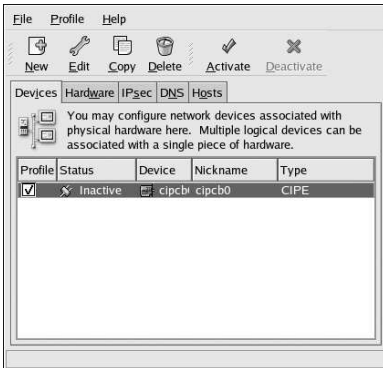 File Profile Help
New Edit Copy Delete Activate Deactivate
Devices Hardware IPsec DNS Hosts
You may configure network devices associated with
physical hardware here. Multiple logical devices can be
associated with a single piece of hardware.
Profile Status Device Nickname Type
Inactive cipcb cipcb0 CIPE